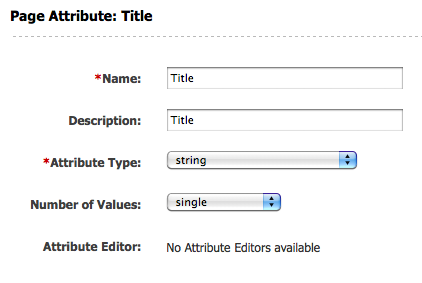 Page Attribute: Title
*Name: Title
Description: Title
*Attribute Type: string
Number of Values: single
Attribute Editor: No Attribute Editors available